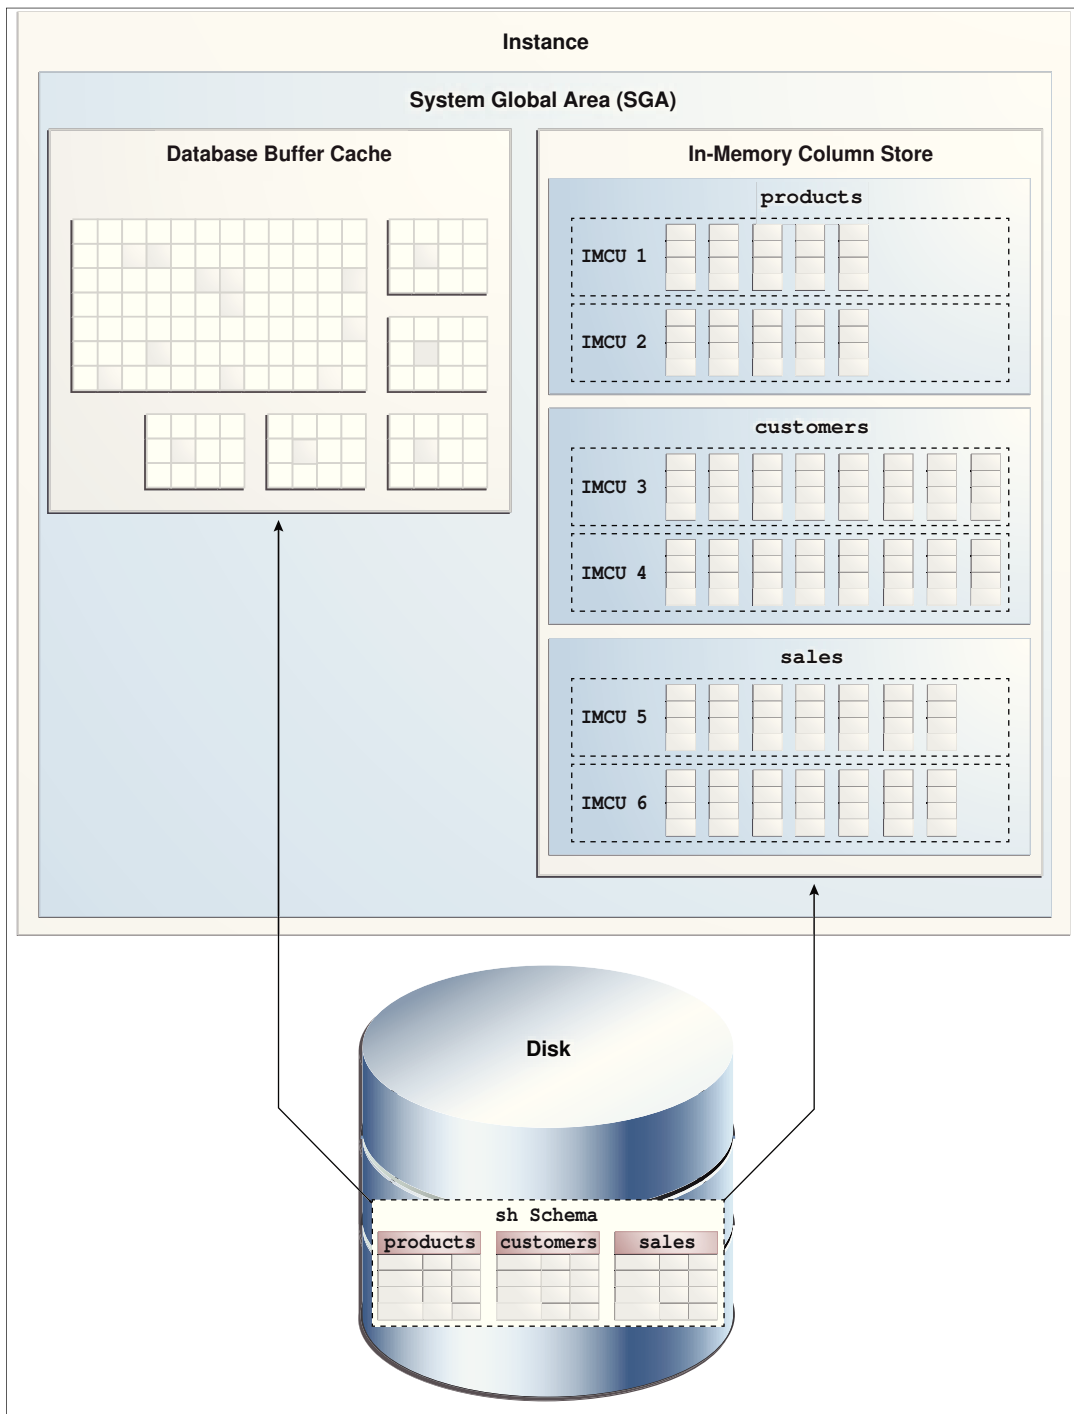 Instance
System Global Area (SGA)
Database Buffer Cache
In-Memory Column Store
products
IMCU 1
IMCU 2
customers
IMCU 3
IMCU 4
sales
IMCU 5
IMCU 6
Disk
sh Schema
products customers sales